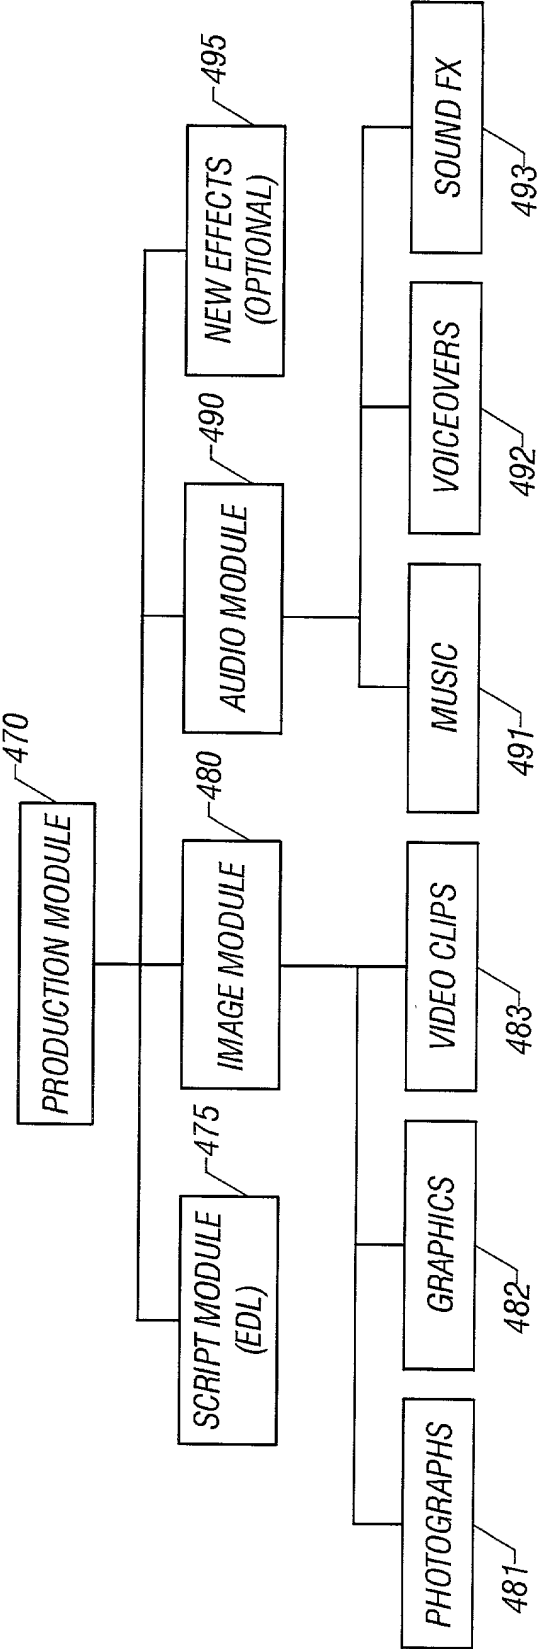 PRODUCTION MODULE
470
SCRIPT MODULE
(EDL)
475
IMAGE MODULE
480
AUDIO MODULE
490
NEW EFFECTS
(OPTIONAL)
495
PHOTOGRAPHS
481
GRAPHICS
482
VIDEO CLIPS
483
MUSIC
491
VOICEOVERS
492
SOUND FX
493